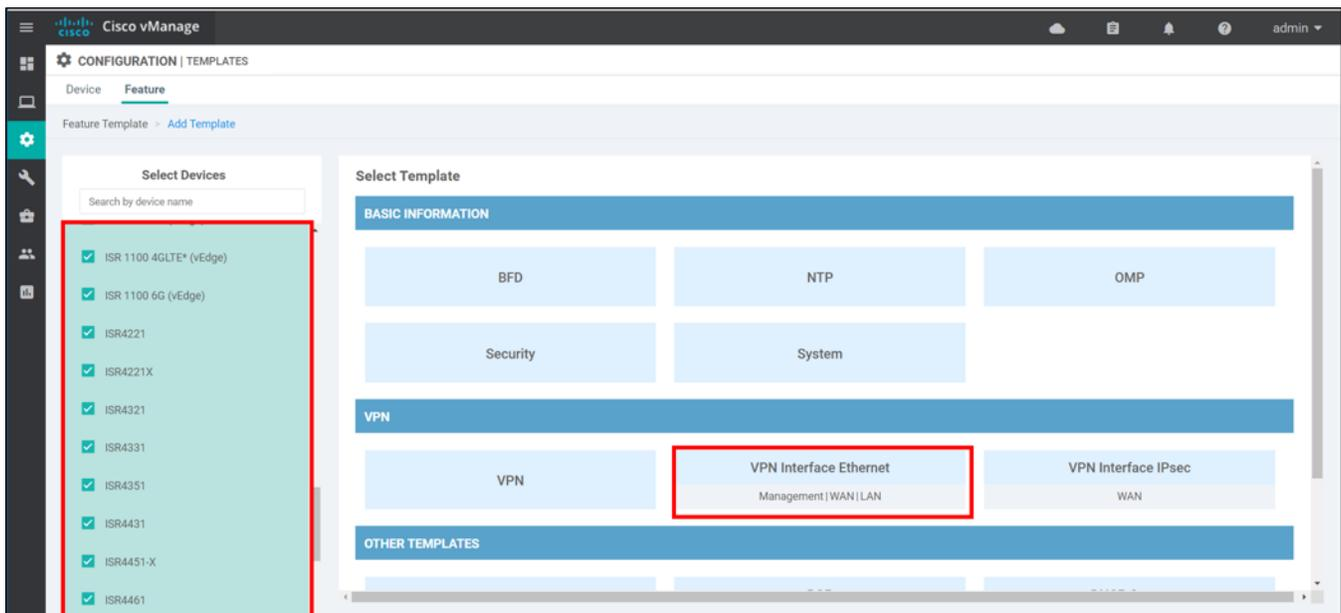 CISCO
Cisco vManage
admin
CONFIGURATION | TEMPLATES
Device Feature
Feature Template > Add Template
Select Devices
Search by device name
ISR 1100 4GLTE* (vEdge)
ISR 1100 6G (vEdge)
ISR4221
ISR4221X
ISR4321
ISR4331
ISR4351
ISR4431
ISR4451-X
ISR4461
Select Template
BASIC INFORMATION
BFD NTP OMP
Security System
VPN
VPN
VPN Interface Ethernet
Management | WAN | LAN
VPN Interface IPsec
WAN
OTHER TEMPLATES